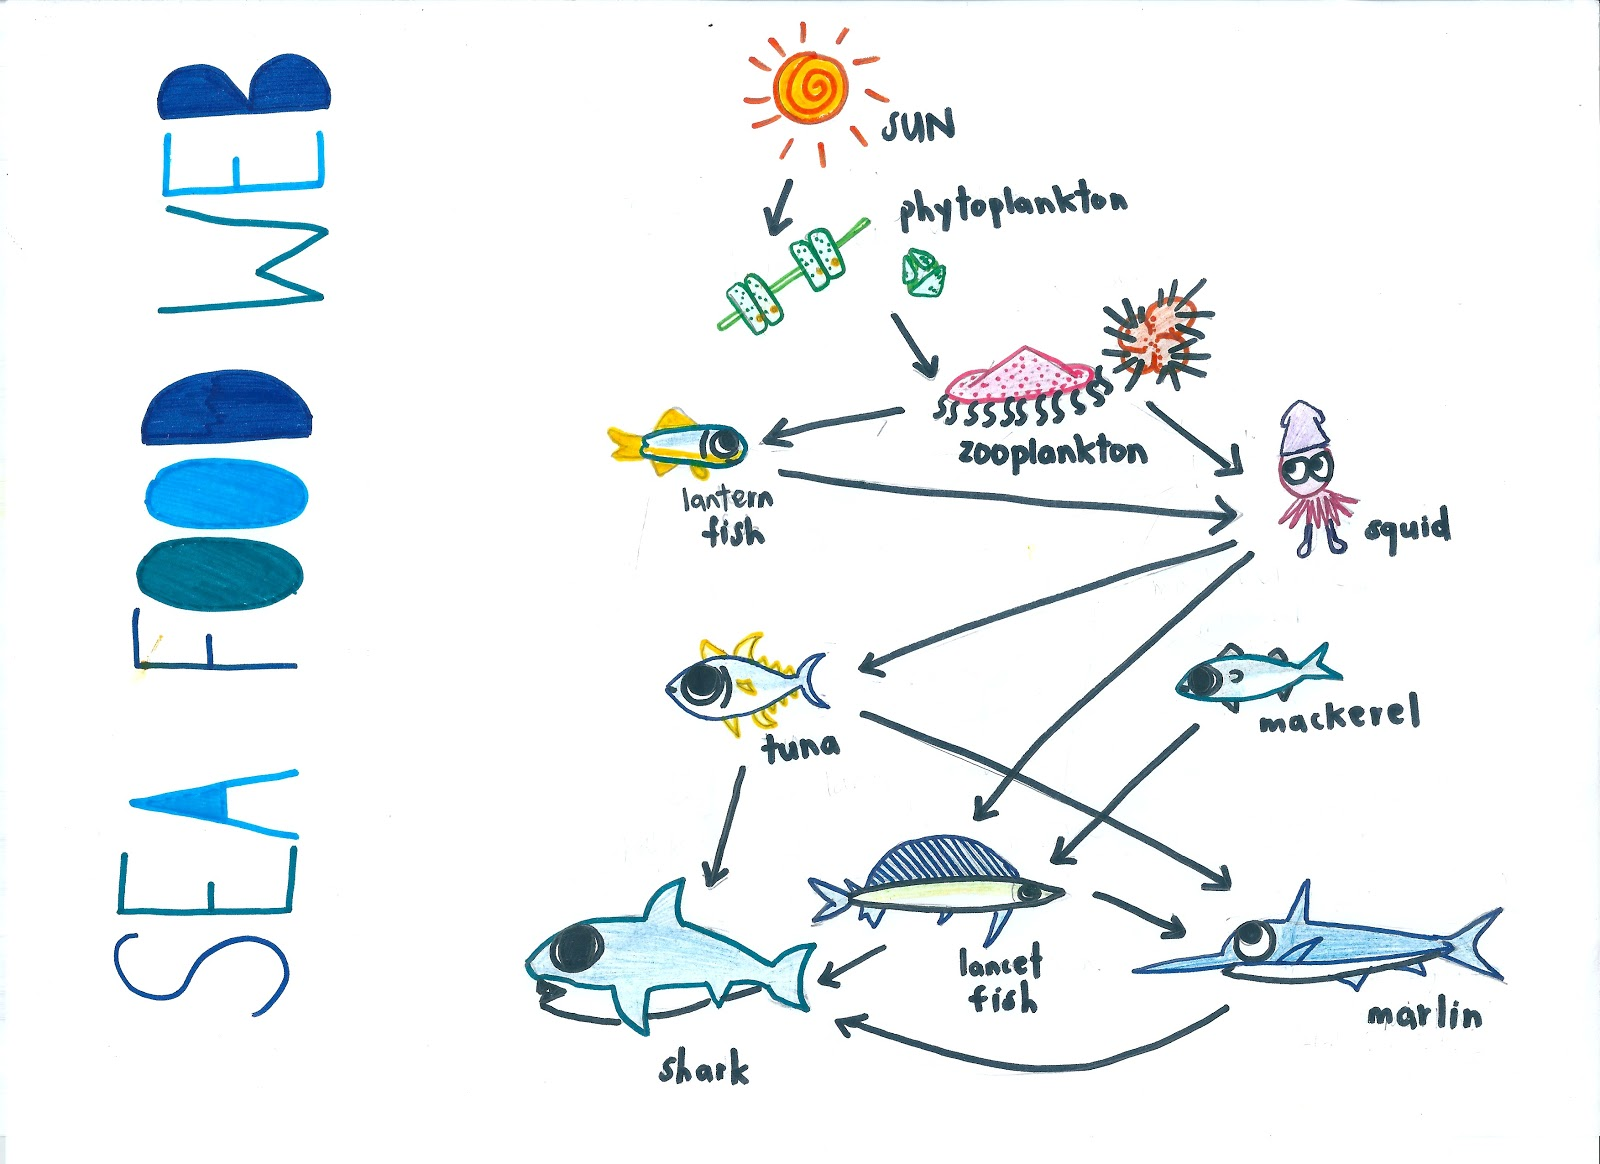 SEA FOOD WEB
SUN
phytoplankton
zooplankton
lantern
fish
squid
tuna
mackerel
lancet
fish
marlin
shark